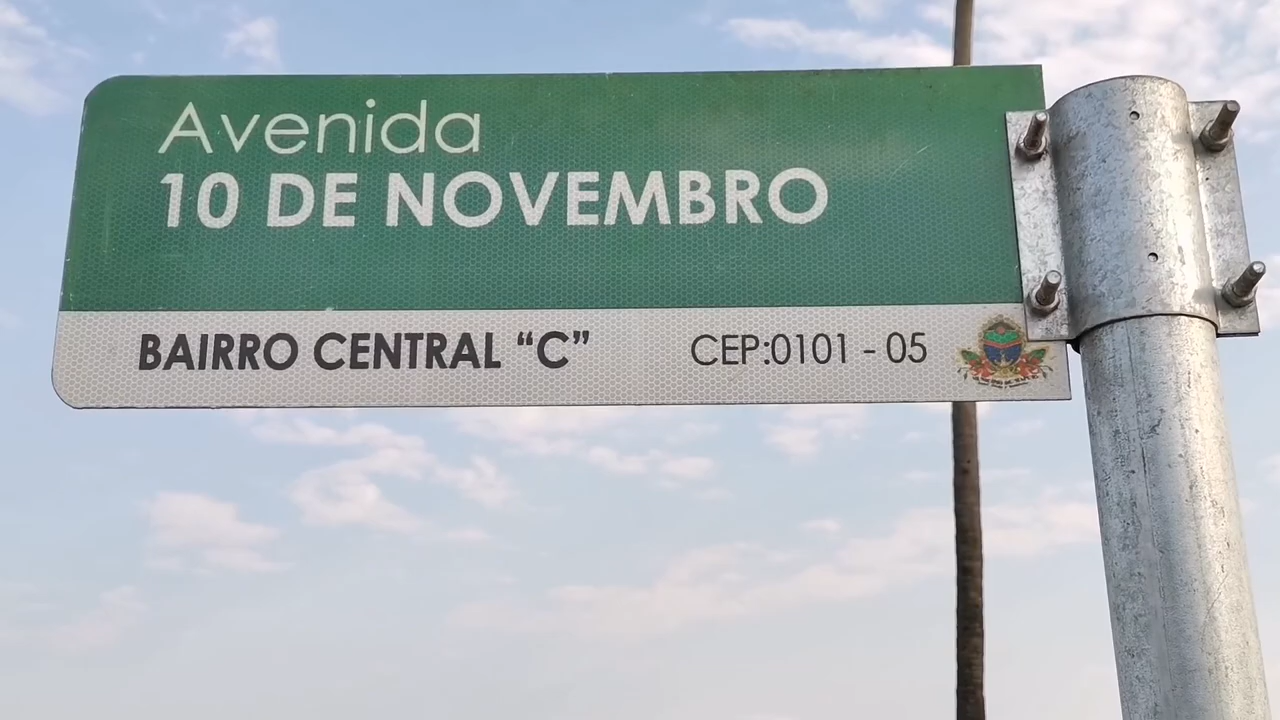 Avenida
10 DE NOVEMBRO
BAIRRO CENTRAL “C” CEP:0101 - 05